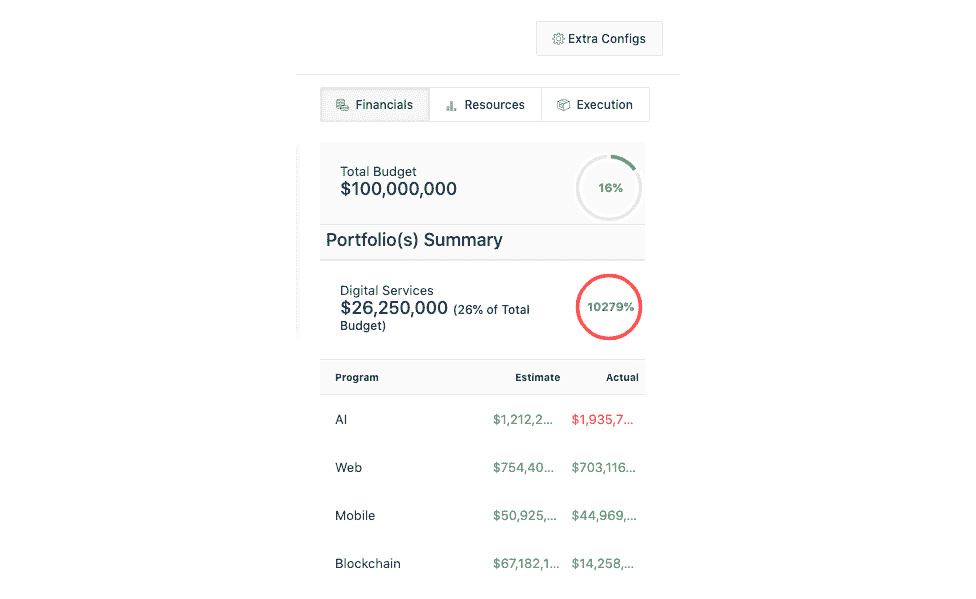 Extra Configs
Financials Resources Execution
Total Budget
$100,000,000
16%
Portfolio(s) Summary
Digital Services
$26,250,000 (26% of Total
Budget)
10279%
Program Estimate Actual
AI $1,212,2... $1,935,7...
Web $754,40... $703,116...
Mobile $50,925,... $44,969,...
Blockchain $67,182,1... $14,258,...